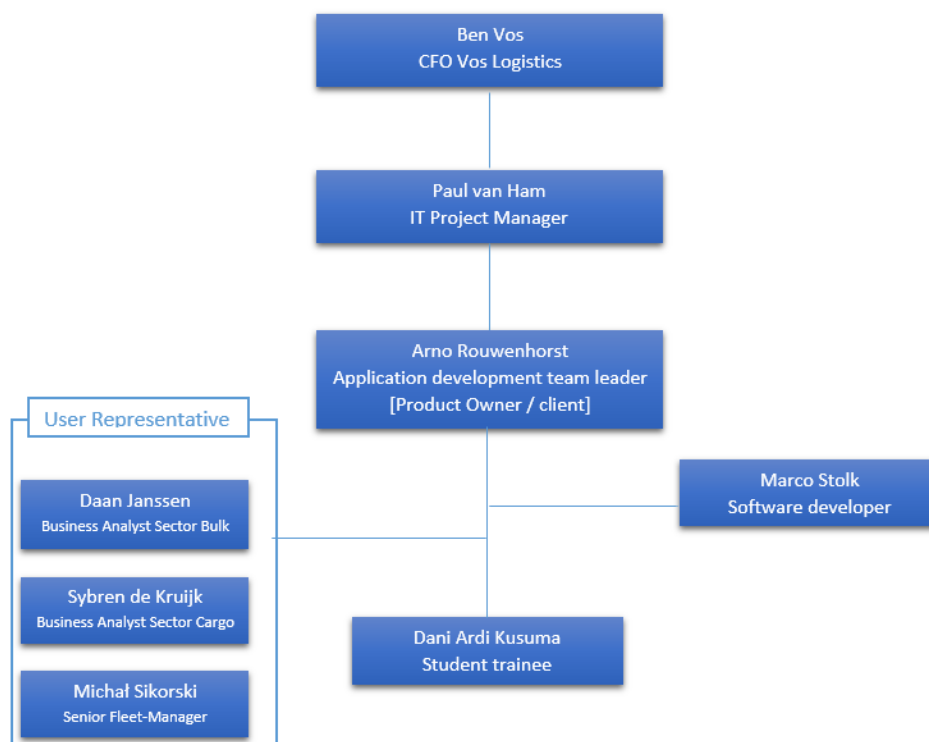 Ben Vos
CFO Vos Logistics
Paul van Ham
IT Project Manager
Arno Rouwenhorst
Application development team leader
[Product Owner / client]
User Representative
Daan Janssen
Business Analyst Sector Bulk
Sybren de Kruijk
Business Analyst Sector Cargo
Michał Sikorski
Senior Fleet-Manager
Marco Stolk
Software developer
Dani Ardi Kusuma
Student trainee